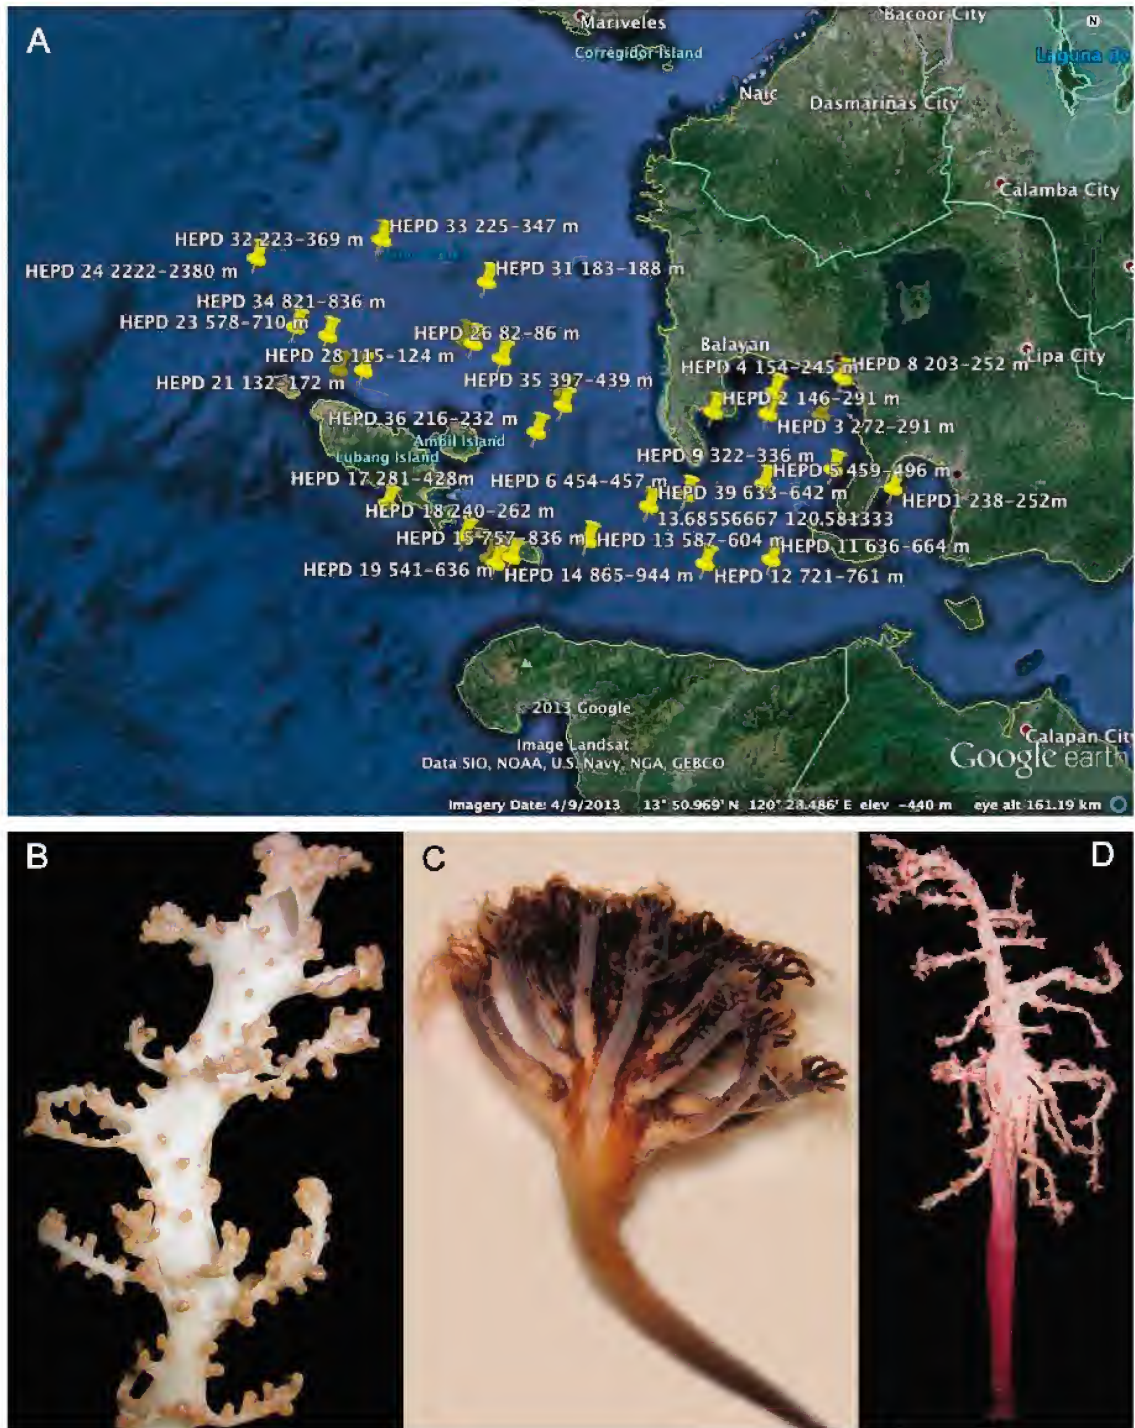 A
Mariveles
Bacoor City
N
Corregidor Island
Naic
Dasmariñas City
Calamba City
HEPD 33 225-347 m
HEPD 32 223-369 m
HEPD 24 2222-2380 m
HEPD 31 183-188 m
HEPD 34 821-836 m
HEPD 23 578-710 m
HEPD 26 82-86 m
Balayan
Lipa City
HEPD 28 115-124 m
HEPD 4 154-245 m
HEPD 8 203-252 m
HEPD 21 132-172 m
HEPD 35 397-439 m
HEPD 2 146-291 m
HEPD 36 216-232 m
HEPD 3 272-291 m
Ambil Island
Lubang Island
HEPD 9 322-336 m
HEPD 5 459-496 m
HEPD 17 281-428m
HEPD 6 454-457 m
HEPD 39 633-642 m
HEPD1 238-252m
HEPD 18 240-262 m
13.68556667 120.581333
HEPD 15 757-836 m
HEPD 13 587-604 m
HEPD 11 636-664 m
HEPD 19 541-636 m
HEPD 14 865-944 m
HEPD 12 721-761 m
2013 Google
Image Landsat
Data SIO, NOAA, U.S. Navy, NGA, GEBCO
Calapan City
Google earth
Imagery Date: 4/9/2013 13° 50.969' N 120° 28.486' E elev -440 m eye alt 161.19 km
B
C
D